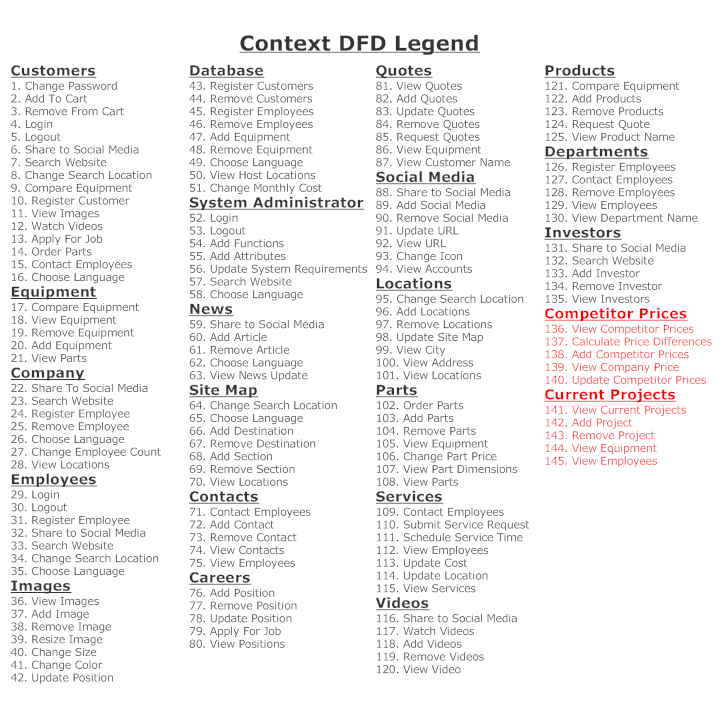 Context DFD Legend
Customers
1. Change Password
2. Add To Cart
3. Remove From Cart
4. Login
5. Logout
6. Share to Social Media
7. Search Website
8. Change Search Location
9. Compare Equipment
10. Register Customer
11. View Images
12. Watch Videos
13. Apply For Job
14. Order Parts
15. Contact Employees
16. Choose Language
Equipment
17. Compare Equipment
18. View Equipment
19. Remove Equipment
20. Add Equipment
21. View Parts
Company
22. Share To Social Media
23. Search Website
24. Register Employee
25. Remove Employee
26. Choose Language
27. Change Employee Count
28. View Locations
Employees
29. Login
30. Logout
31. Register Employee
32. Share to Social Media
33. Search Website
34. Change Search Location
35. Choose Language
Images
36. View Images
37. Add Image
38. Remove Image
39. Resize Image
40. Change Size
41. Change Color
42. Update Position
Database
43. Register Customers
44. Remove Customers
45. Register Employees
46. Remove Employees
47. Add Equipment
48. Remove Equipment
49. Choose Language
50. View Host Locations
51. Change Monthly Cost
System Administrator
52. Login
53. Logout
54. Add Functions
55. Add Attributes
56. Update System Requirements
57. Search Website
58. Choose Language
News
59. Share to Social Media
60. Add Article
61. Remove Article
62. Choose Language
63. View News Update
Site Map
64. Change Search Location
65. Choose Language
66. Add Destination
67. Remove Destination
68. Add Section
69. Remove Section
70. View Locations
Contacts
71. Contact Employees
72. Add Contact
73. Remove Contact
74. View Contacts
75. View Employees
Careers
76. Add Position
77. Remove Position
78. Update Position
79. Apply For Job
80. View Positions
Quotes
81. View Quotes
82. Add Quotes
83. Update Quotes
84. Remove Quotes
85. Request Quotes
86. View Equipment
87. View Customer Name
Social Media
88. Share to Social Media
89. Add Social Media
90. Remove Social Media
91. Update URL
92. View URL
93. Change Icon
94. View Accounts
Locations
95. Change Search Location
96. Add Locations
97. Remove Locations
98. Update Site Map
99. View City
100. View Address
101. View Locations
Parts
102. Order Parts
103. Add Parts
104. Remove Parts
105. View Equipment
106. Change Part Price
107. View Part Dimensions
108. View Parts
Services
109. Contact Employees
110. Submit Service Request
111. Schedule Service Time
112. View Employees
113. Update Cost
114. Update Location
115. View Services
Videos
116. Share to Social Media
117. Watch Videos
118. Add Videos
119. Remove Videos
120. View Video
Products
121. Compare Equipment
122. Add Products
123. Remove Products
124. Request Quote
125. View Product Name
Departments
126. Register Employees
127. Contact Employees
128. Remove Employees
129. View Employees
130. View Department Name
Investors
131. Share to Social Media
132. Search Website
133. Add Investor
134. Remove Investor
135. View Investors
Competitor Prices
136. View Competitor Prices
137. Calculate Price Differences
138. Add Competitor Prices
139. View Company Price
140. Update Competitor Prices
Current Projects
141. View Current Projects
142. Add Project
143. Remove Project
144. View Equipment
145. View Employees